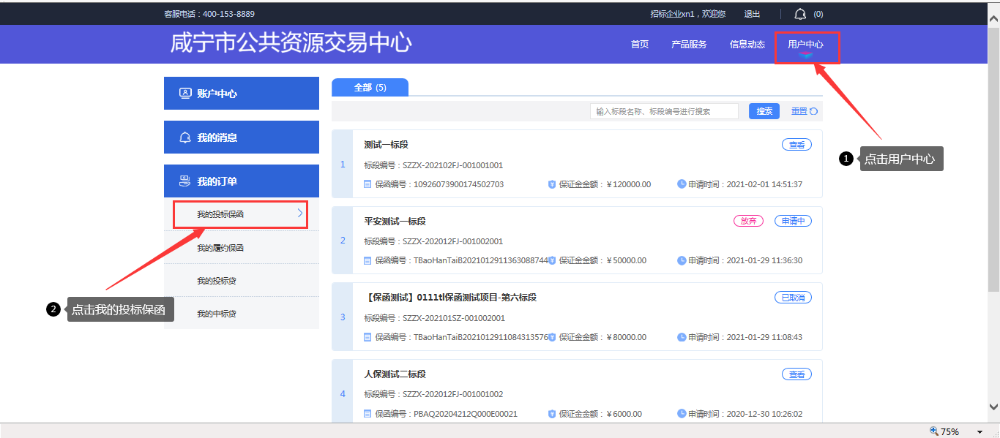 客服电话：400-153-8889
招标企业xn1，欢迎您 退出 (0)
咸宁市公共资源交易中心
首页 产品服务 信息动态 用户中心
账户中心
我的消息
我的订单
我的投标保函
我的履约保函
我的投标贷
我的中标贷
全部 (5)
输入标段名称、标段编号进行搜索 搜索 重置
1
测试一标段 查看
标段编号：SZZX-202102FJ-001001001
保函编号：10926073900174502703 保证金金额：￥120000.00 申请时间：2021-02-01 14:51:37
2
平安测试一标段 放弃 申请中
标段编号：SZZX-202012FJ-001002001
保函编号：TBaoHanTaiB2021012911363088744 保证金金额：￥50000.00 申请时间：2021-01-29 11:36:30
3
【保函测试】0111tl保函测试项目-第六标段 已取消
标段编号：SZZX-202101SZ-001002001
保函编号：TBaoHanTaiB2021012911084313576 保证金金额：￥80000.00 申请时间：2021-01-29 11:08:43
4
人保测试二标段 查看
标段编号：SZZX-202012FJ-001001002
保函编号：PBAQ20204212Q000E00021 保证金金额：￥6000.00 申请时间：2020-12-30 10:26:02
1 点击用户中心
2 点击我的投标保函
75%